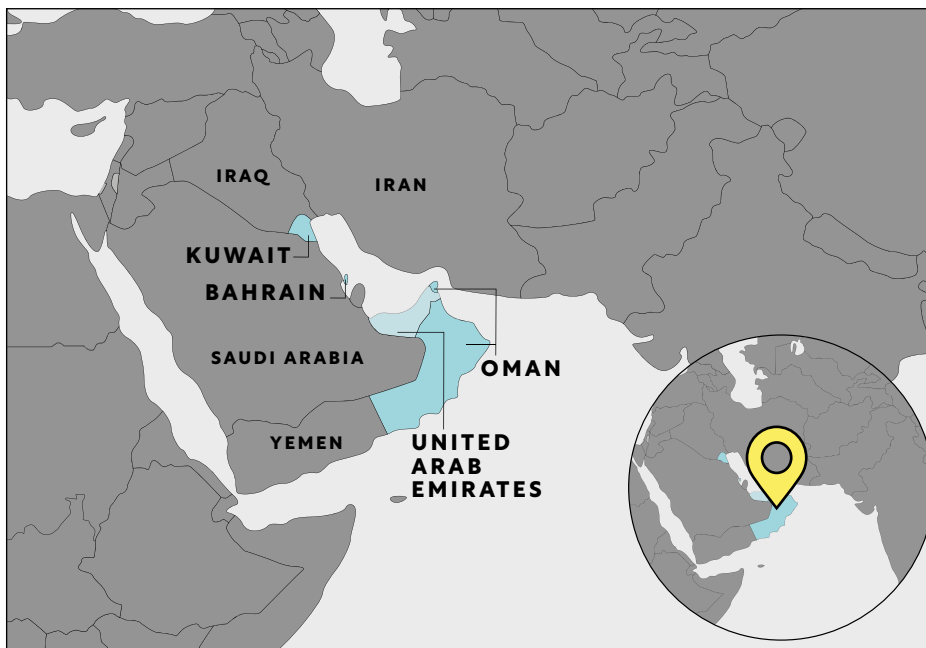 IRAQ
IRAN
KUWAIT
BAHRAIN
SAUDI ARABIA
OMAN
YEMEN
UNITED
ARAB
EMIRATES